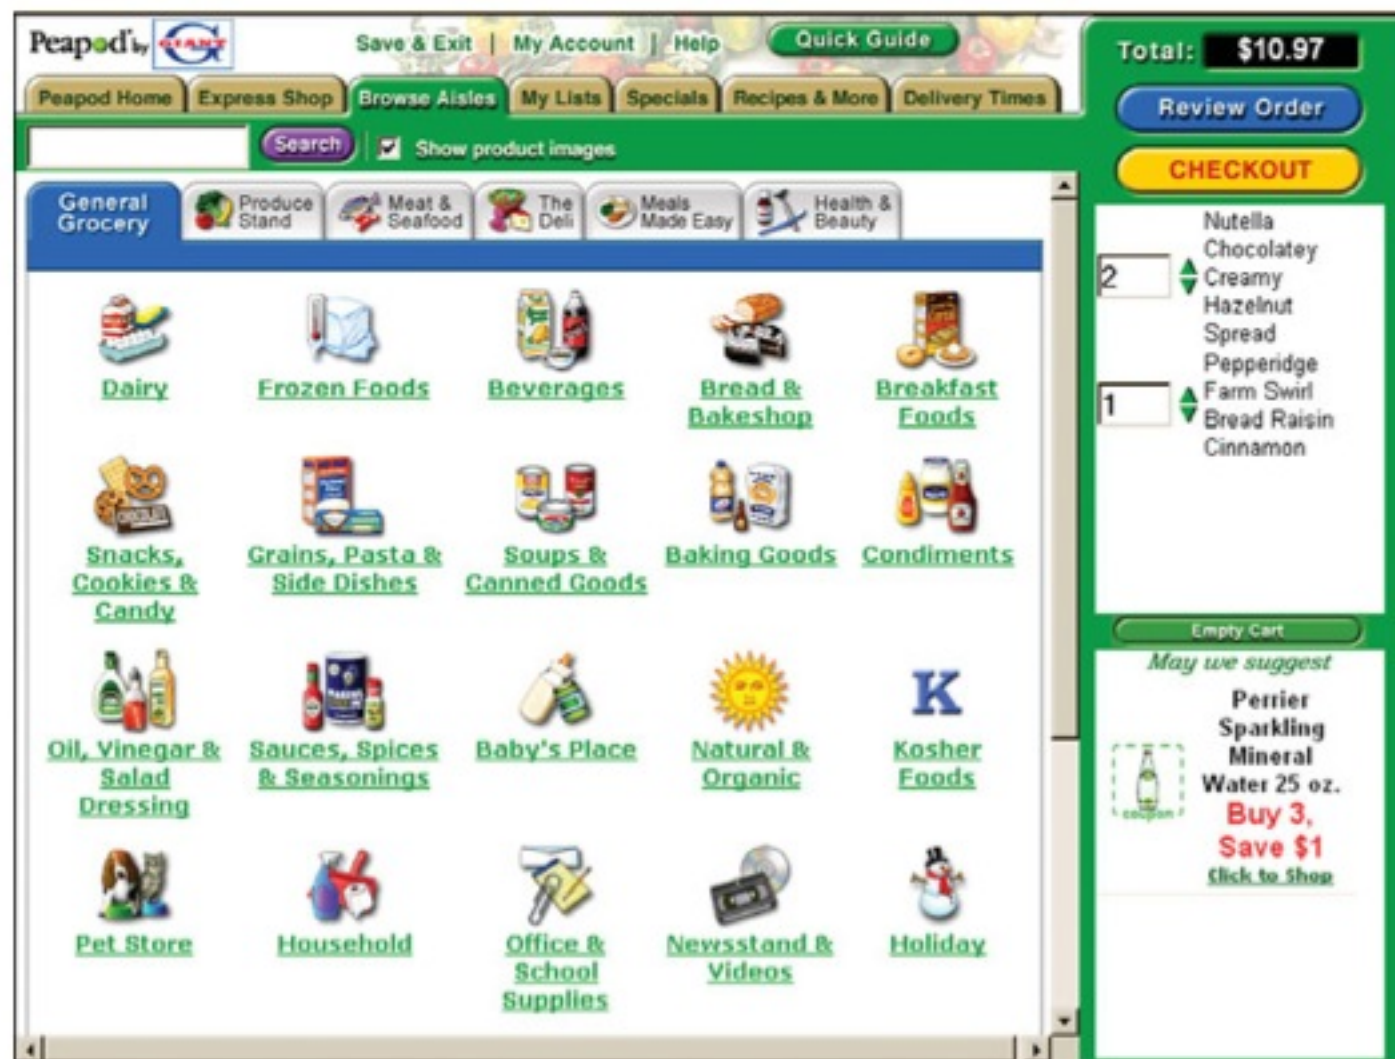 Peapod by GIANT
Save & Exit | My Account | Help
Quick Guide
Peapod Home
Express Shop
Browse Aisles
My Lists
Specials
Recipes & More
Delivery Times
Search
Show product images
General
Grocery
Produce
Stand
Meat &
Seafood
The
Deli
Meals
Made Easy
Health &
Beauty
Dairy
Frozen Foods
Beverages
Bread &
Bakeshop
Breakfast
Foods
Snacks,
Cookies &
Candy
Grains, Pasta &
Side Dishes
Soups &
Canned Goods
Baking Goods
Condiments
Oil, Vinegar &
Salad
Dressing
Sauces, Spices
& Seasonings
Baby's Place
Natural &
Organic
K
Kosher
Foods
Pet Store
Household
Office &
School
Supplies
Newsstand &
Videos
Holiday
Total: $10.97
Review Order
CHECKOUT
2
Nutella
Chocolatey
Creamy
Hazelnut
Spread
1
Pepperidge
Farm Swirl
Bread Raisin
Cinnamon
Empty Cart
May we suggest
coupon
Perrier
Sparkling
Mineral
Water 25 oz.
Buy 3,
Save $1
Click to Shop